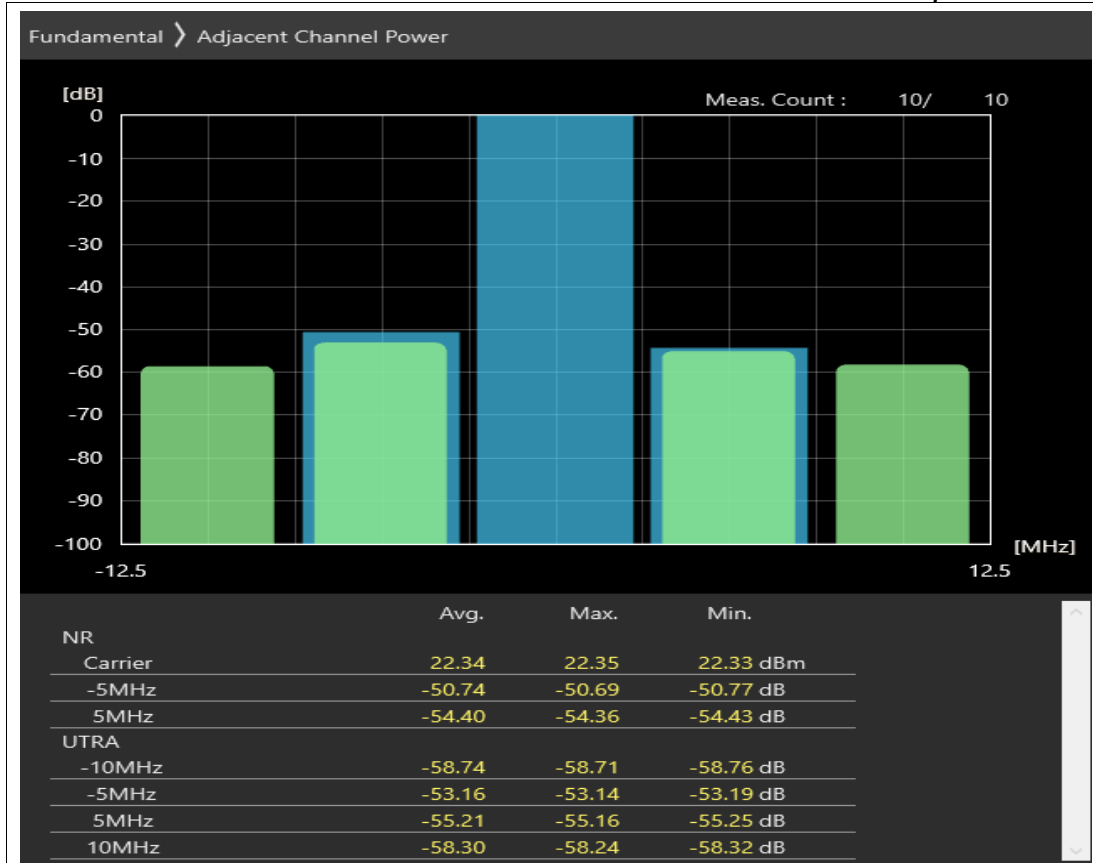 Fundamental ❯ Adjacent Channel Power
[dB]
Meas. Count : 10/ 10
0
-10
-20
-30
-40
-50
-60
-70
-80
-90
-100
[MHz]
-12.5 12.5
Avg. Max. Min.
NR
Carrier 22.34 22.35 22.33 dBm
-5MHz -50.74 -50.69 -50.77 dB
5MHz -54.40 -54.36 -54.43 dB
UTRA
-10MHz -58.74 -58.71 -58.76 dB
-5MHz -53.16 -53.14 -53.19 dB
5MHz -55.21 -55.16 -55.25 dB
10MHz -58.30 -58.24 -58.32 dB